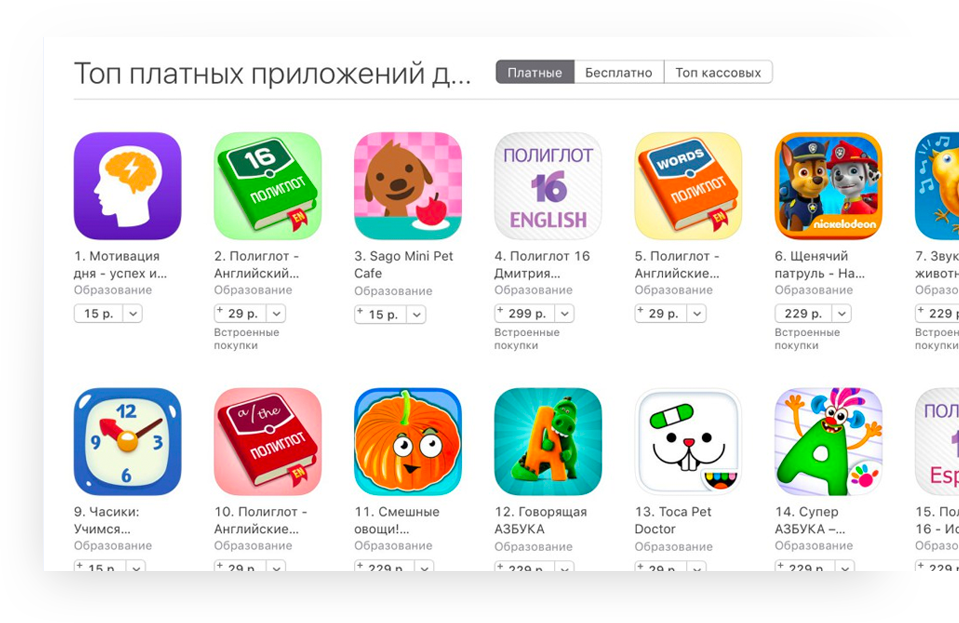 Топ платных приложений д...
Платные
Бесплатно
Топ кассовых
16
ПОЛИГЛОТ
EN
ПОЛИГЛОТ
16
ENGLISH
WORDS
ПОЛИГЛОТ
EN
nickelodeon
1. Мотивация
дня - успех и...
Образование
15 р.
2. Полиглот -
Английский...
Образование
+ 29 р.
Встроенные
покупки
3. Sago Mini Pet
Cafe
Образование
+ 15 р.
4. Полиглот 16
Дмитрия...
Образование
+ 299 р.
Встроенные
покупки
5. Полиглот -
Английские...
Образование
+ 29 р.
6. Щенячий
патруль - На...
Образование
229 р.
Встроенные
покупки
7. Звук
животн
Образо
+ 229 р
Встроен
покупки
12
9
3
6
a/the
ПОЛИГЛОТ
EN
А
А
ПОЛ
1
Esp
9. Часики:
Учимся...
Образование
+ 15 р.
10. Полиглот -
Английские...
Образование
+ 29 р.
11. Смешные
овощи!...
Образование
+ 229 р.
12. Говорящая
АЗБУКА
Образование
+ 229 р.
13. Toca Pet
Doctor
Образование
+ 29 р.
14. Супер
АЗБУКА –...
Образование
+ 229 р.
15. Пол
16 - Ис
Образо
+ 229 р